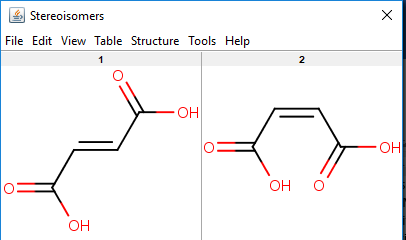 Stereoisomers
File Edit View Table Structure Tools Help
1 2
O
OH
O
OH
O
OH
O
OH